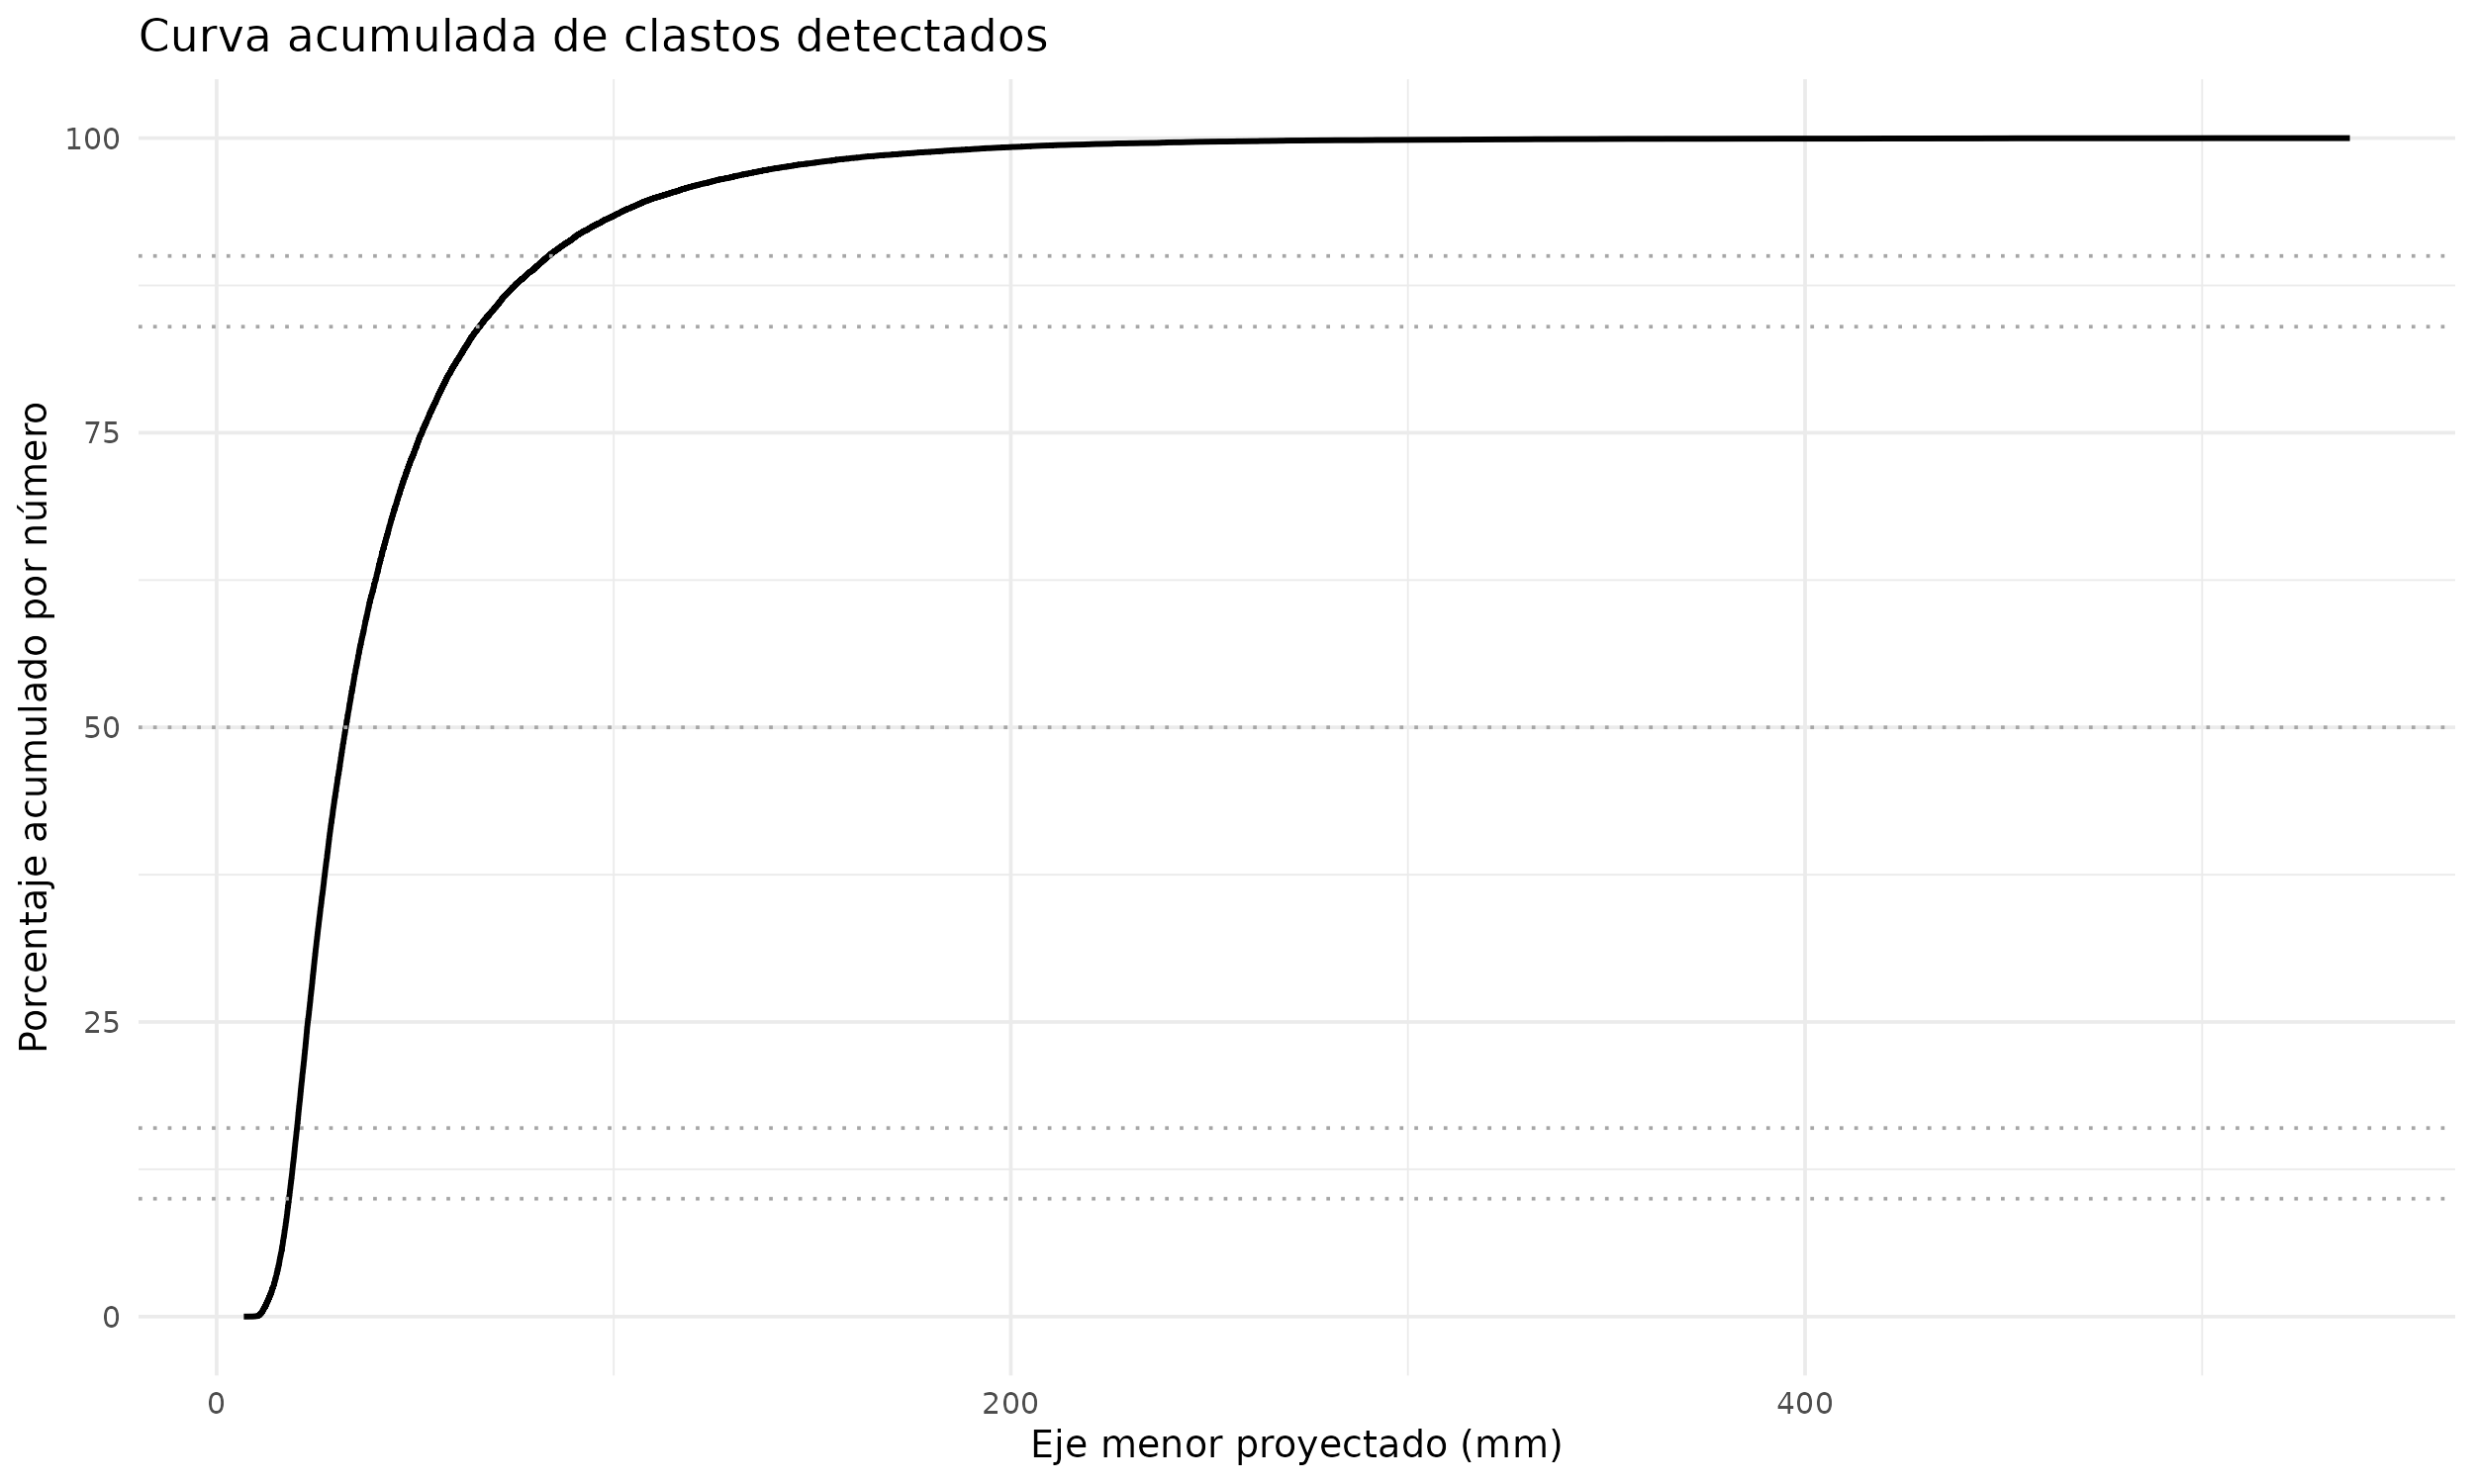 Curva acumulada de clastos detectados
Porcentaje acumulado por número
100
75
50
25
0
0
200
400
Eje menor proyectado (mm)